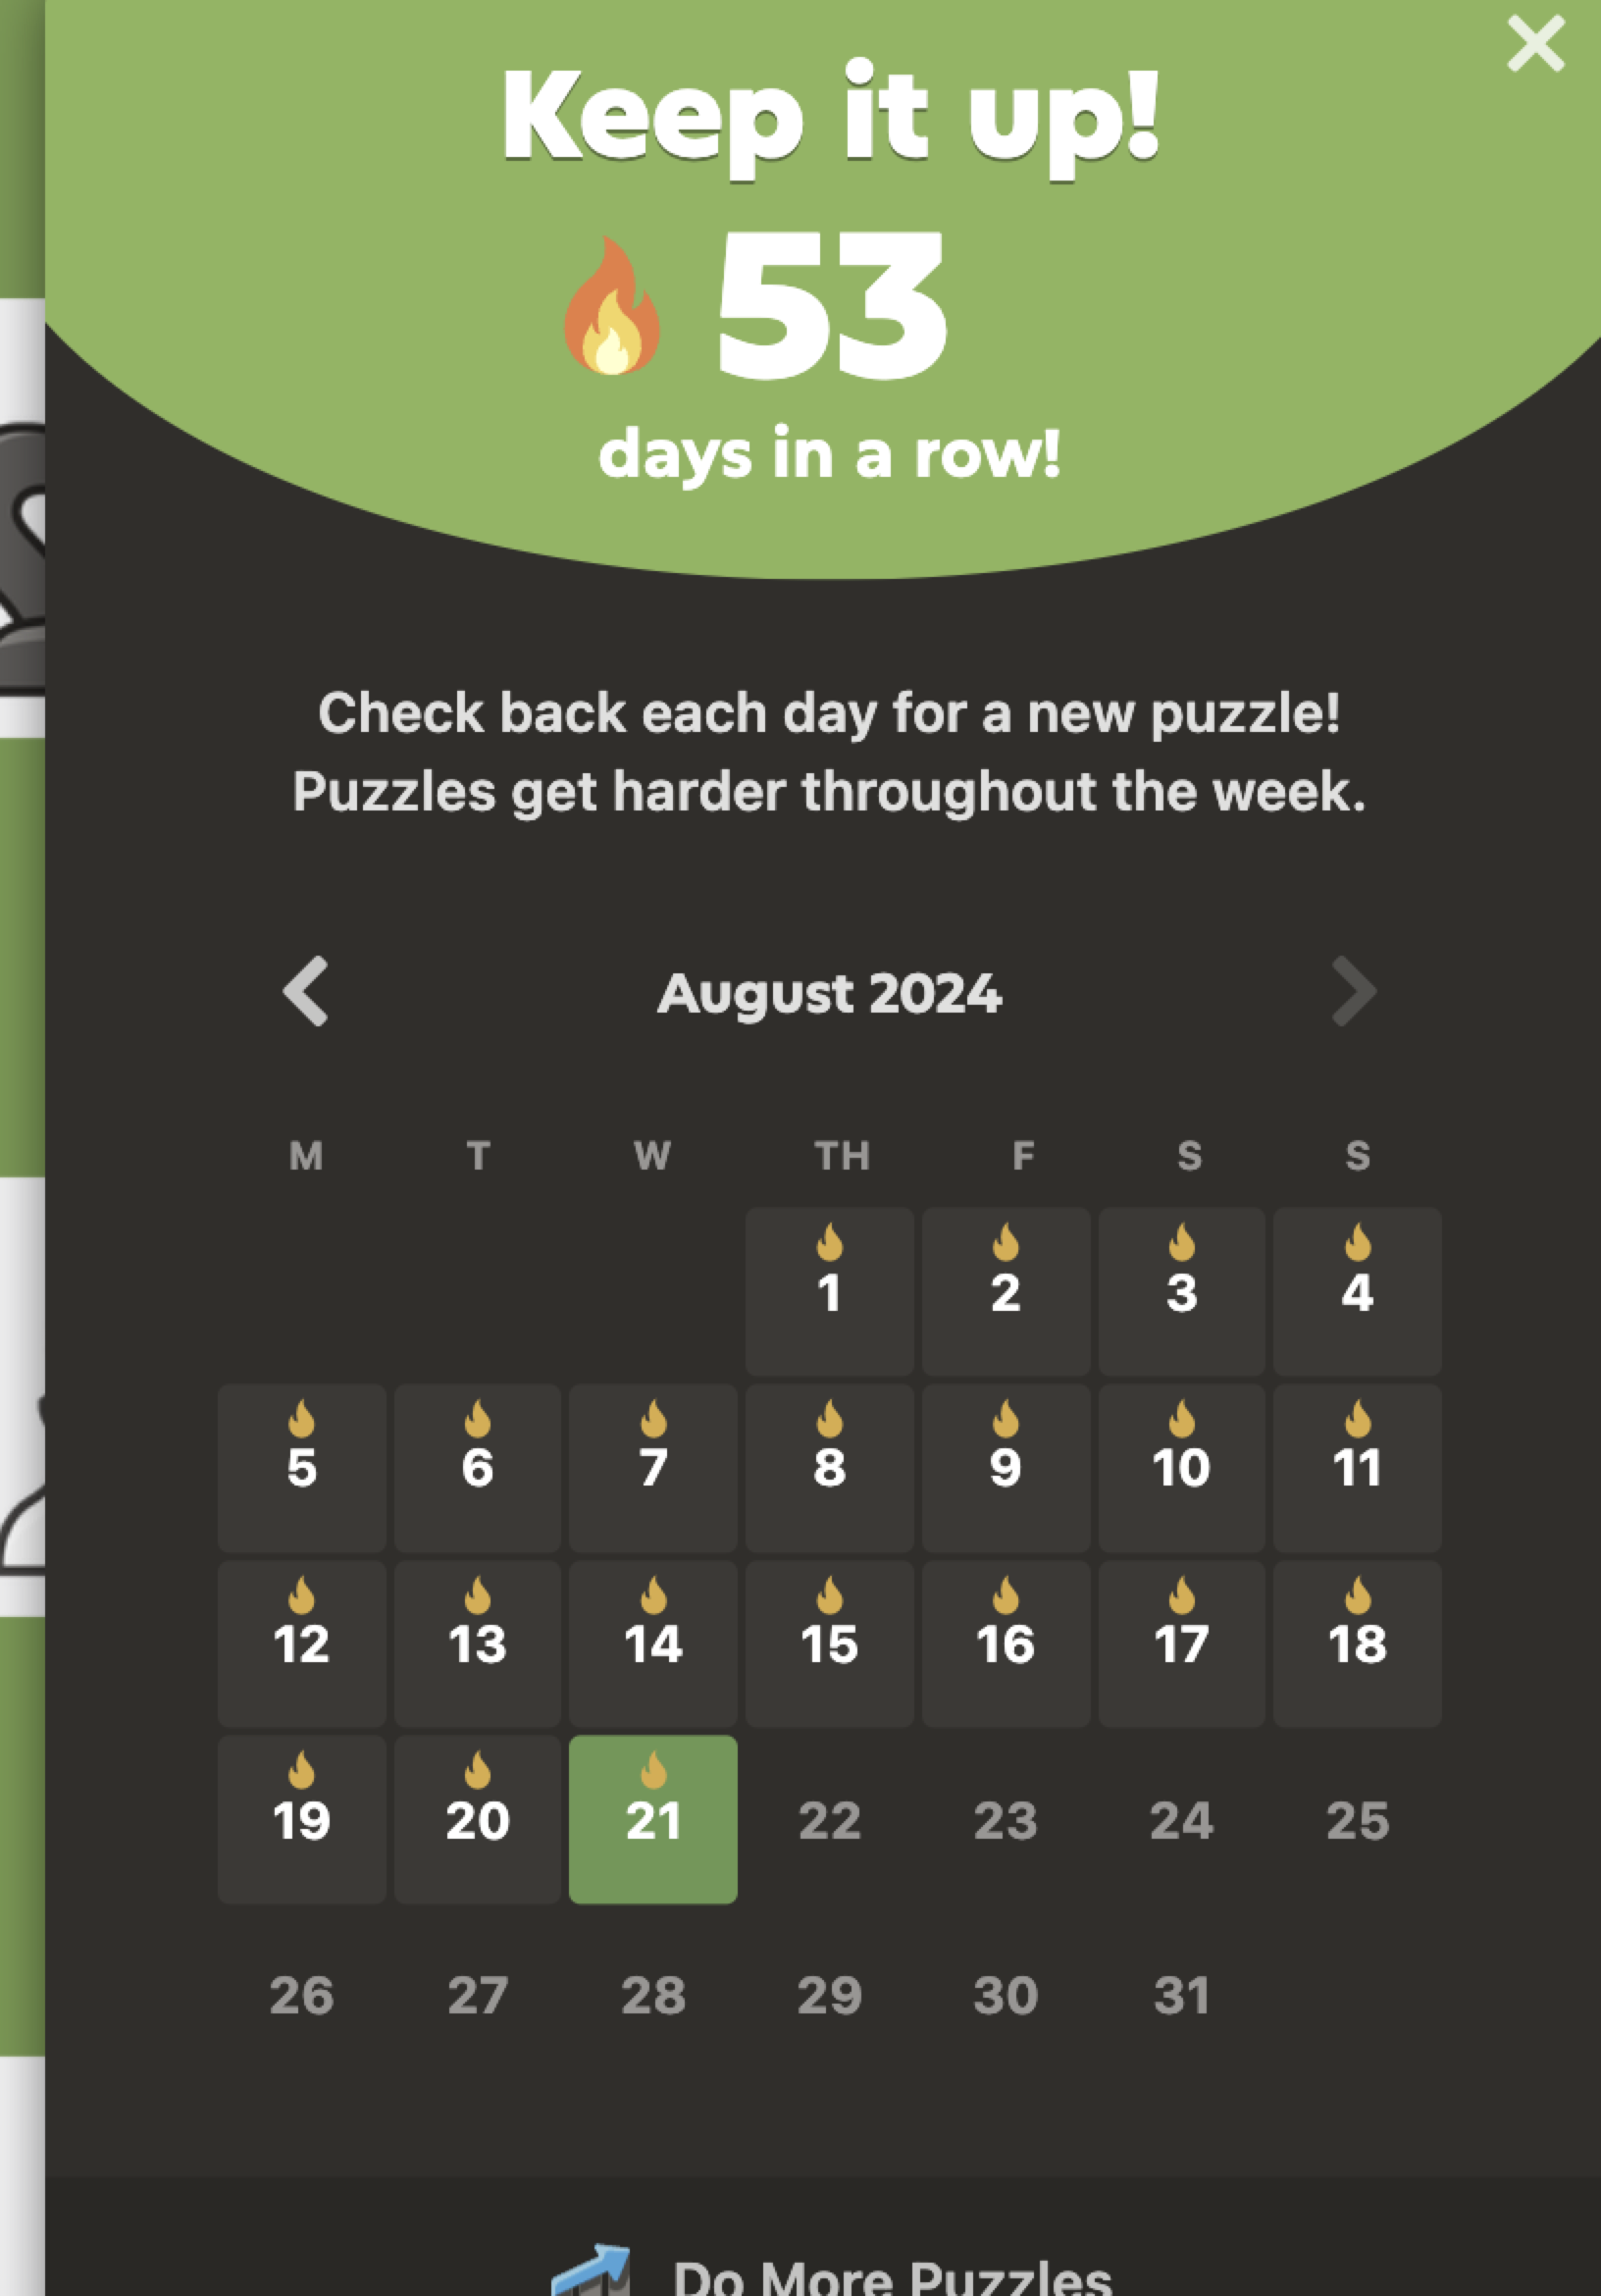 Keep it up!
53
days in a row!
Check back each day for a new puzzle!
Puzzles get harder throughout the week.
August 2024
M T W TH F S S
1 2 3 4
5 6 7 8 9 10 11
12 13 14 15 16 17 18
19 20 21 22 23 24 25
26 27 28 29 30 31
Do More Puzzles